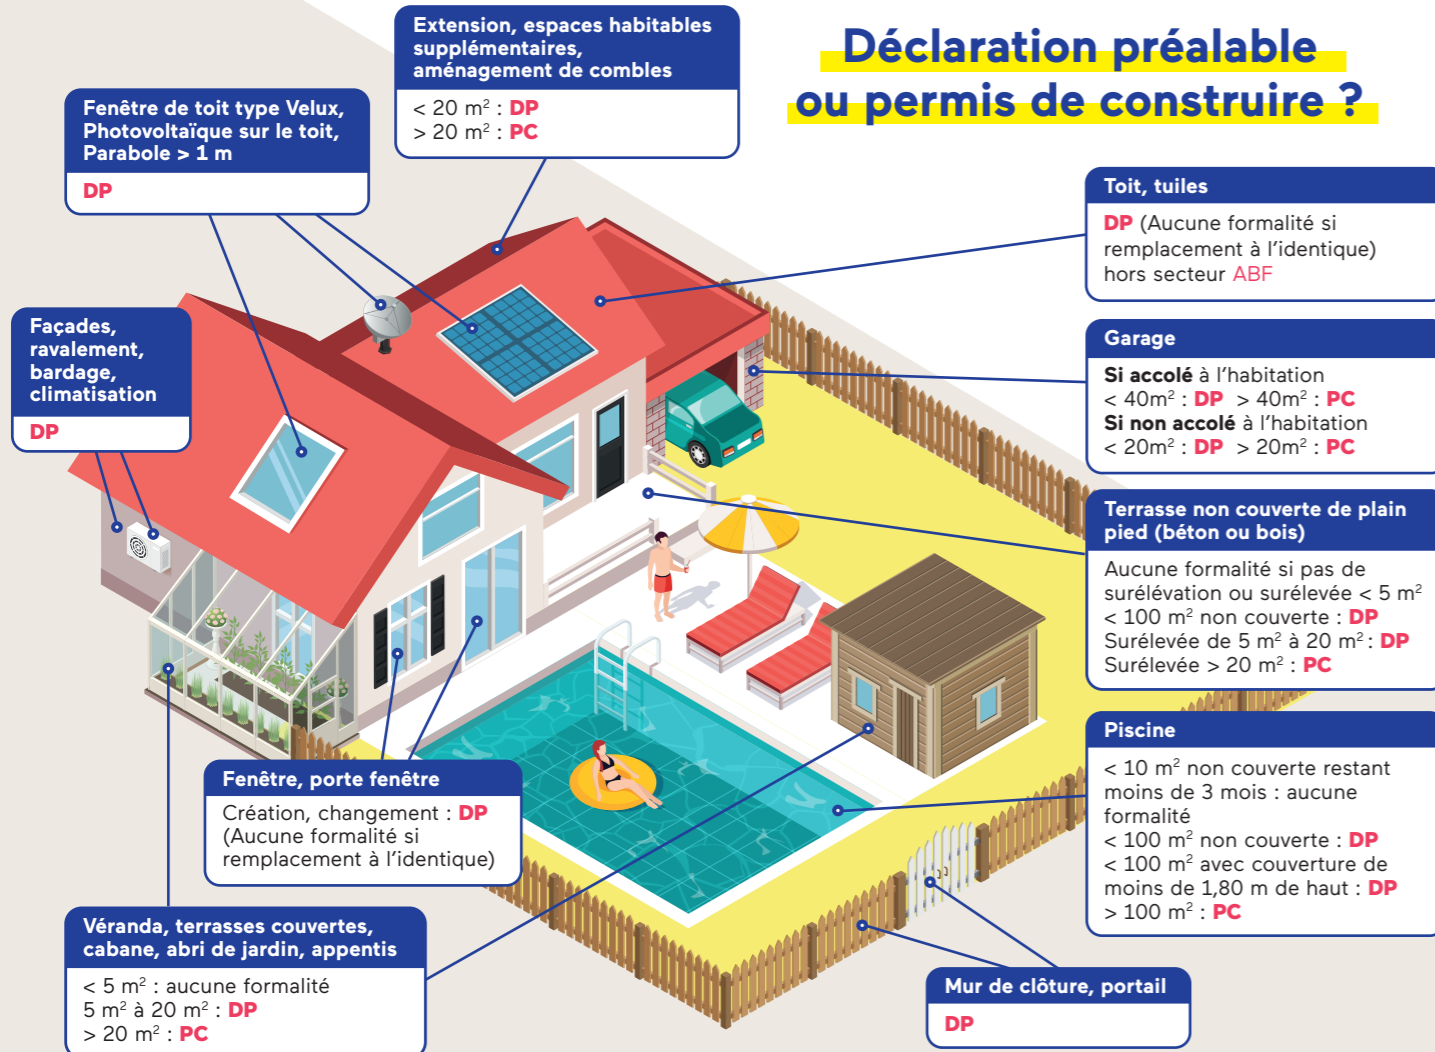 Déclaration préalable
ou permis de construire ?
Extension, espaces habitables
supplémentaires,
aménagement de combles
< 20 m² : DP
> 20 m² : PC
Fenêtre de toit type Velux,
Photovoltaïque sur le toit,
Parabole > 1 m
DP
Toit, tuiles
DP (Aucune formalité si
remplacement à l’identique)
hors secteur ABF
Façades,
ravalement,
bardage,
climatisation
DP
Garage
Si accolé à l’habitation
< 40m² : DP > 40m² : PC
Si non accolé à l’habitation
< 20m² : DP > 20m² : PC
Terrasse non couverte de plain
pied (béton ou bois)
Aucune formalité si pas de
surélévation ou surélevée < 5 m²
< 100 m² non couverte : DP
Surélevée de 5 m² à 20 m² : DP
Surélevée > 20 m² : PC
Piscine
< 10 m² non couverte restant
moins de 3 mois : aucune
formalité
< 100 m² non couverte : DP
< 100 m² avec couverture de
moins de 1,80 m de haut : DP
> 100 m² : PC
Fenêtre, porte fenêtre
Création, changement : DP
(Aucune formalité si
remplacement à l’identique)
Véranda, terrasses couvertes,
cabane, abri de jardin, appentis
< 5 m² : aucune formalité
5 m² à 20 m² : DP
> 20 m² : PC
Mur de clôture, portail
DP